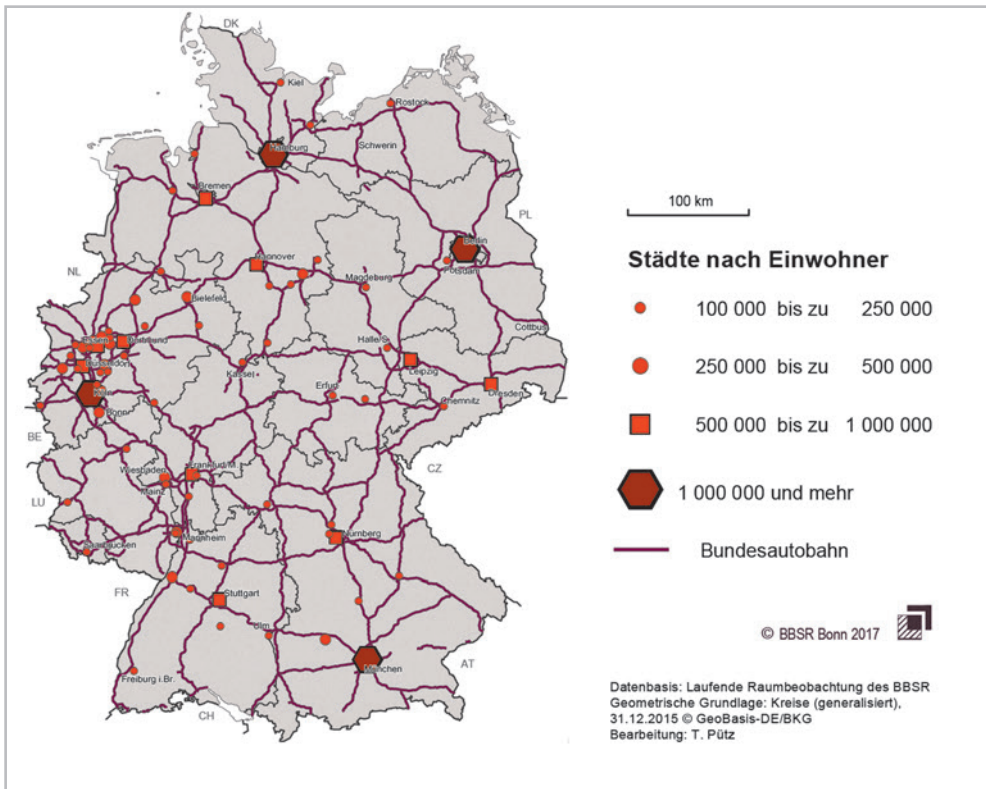 DK
Kiel
Rostock
Hamburg
Schwerin
Bremen
PL
Berlin
Potsdam
NL
Hannover
Magdeburg
Bielefeld
Cottbus
Essen
Dortmund
Halle/S.
Düsseldorf
Leipzig
Kassel
Erfurt
Dresden
Köln
Chemnitz
Bonn
BE
Wiesbaden
Frankfurt/M.
CZ
Mainz
LU
Mannheim
Nürnberg
Saarbrücken
FR
Stuttgart
Ulm
München
AT
Freiburg i.Br.
CH
100 km
Städte nach Einwohner
100 000 bis zu 250 000
250 000 bis zu 500 000
500 000 bis zu 1 000 000
1 000 000 und mehr
Bundesautobahn
© BBSR Bonn 2017
Datenbasis: Laufende Raumbeobachtung des BBSR
Geometrische Grundlage: Kreise (generalisiert),
31.12.2015 © GeoBasis-DE/BKG
Bearbeitung: T. Pütz